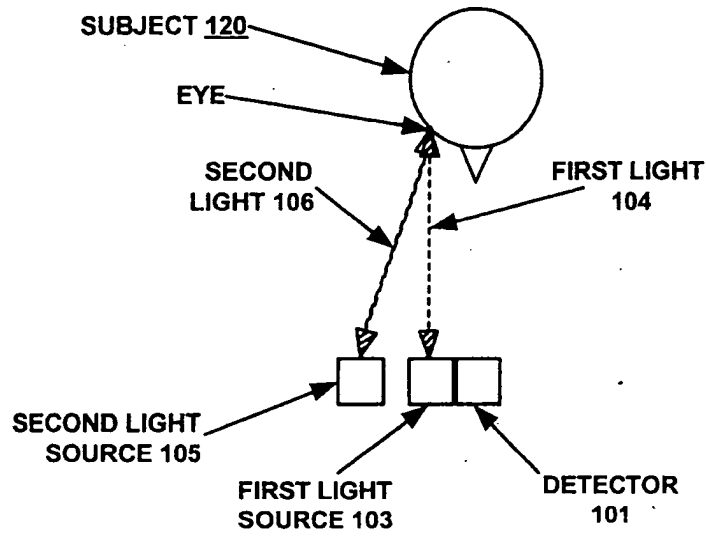 SUBJECT 120
EYE
SECOND
LIGHT 106
FIRST LIGHT
104
SECOND LIGHT
SOURCE 105
FIRST LIGHT
SOURCE 103
DETECTOR
101